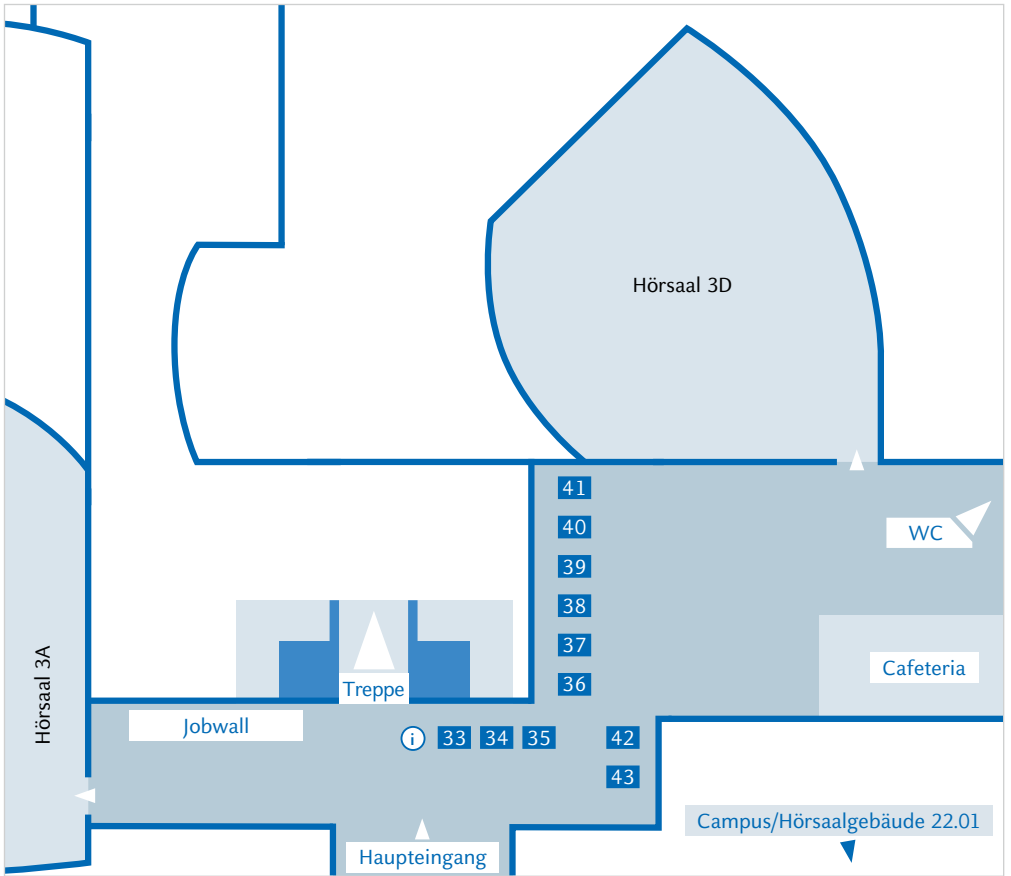 Hörsaal 3D
41
40
WC
39
38
37
Cafeteria
36
Treppe
Hörsaal 3A
Jobwall
i 33 34 35 42
43
Campus/Hörsaalgebäude 22.01
Haupteingang